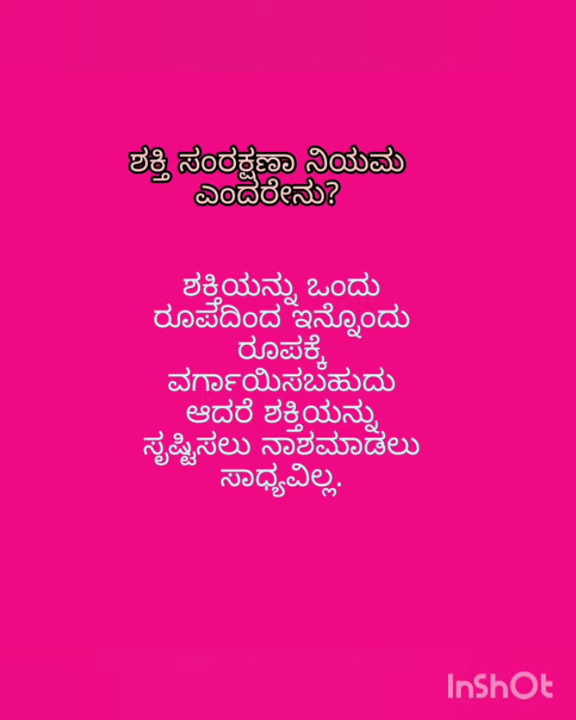 ಶಕ್ತಿ ಸಂರಕ್ಷಣಾ ನಿಯಮ
ಎಂದರೇನು?
ಶಕ್ತಿಯನ್ನು ಒಂದು
ರೂಪದಿಂದ ಇನ್ನೊಂದು
ರೂಪಕ್ಕೆ
ವರ್ಗಾಯಿಸಬಹುದು
ಆದರೆ ಶಕ್ತಿಯನ್ನು
ಸೃಷ್ಟಿಸಲು ನಾಶಮಾಡಲು
ಸಾಧ್ಯವಿಲ್ಲ.
InShOt